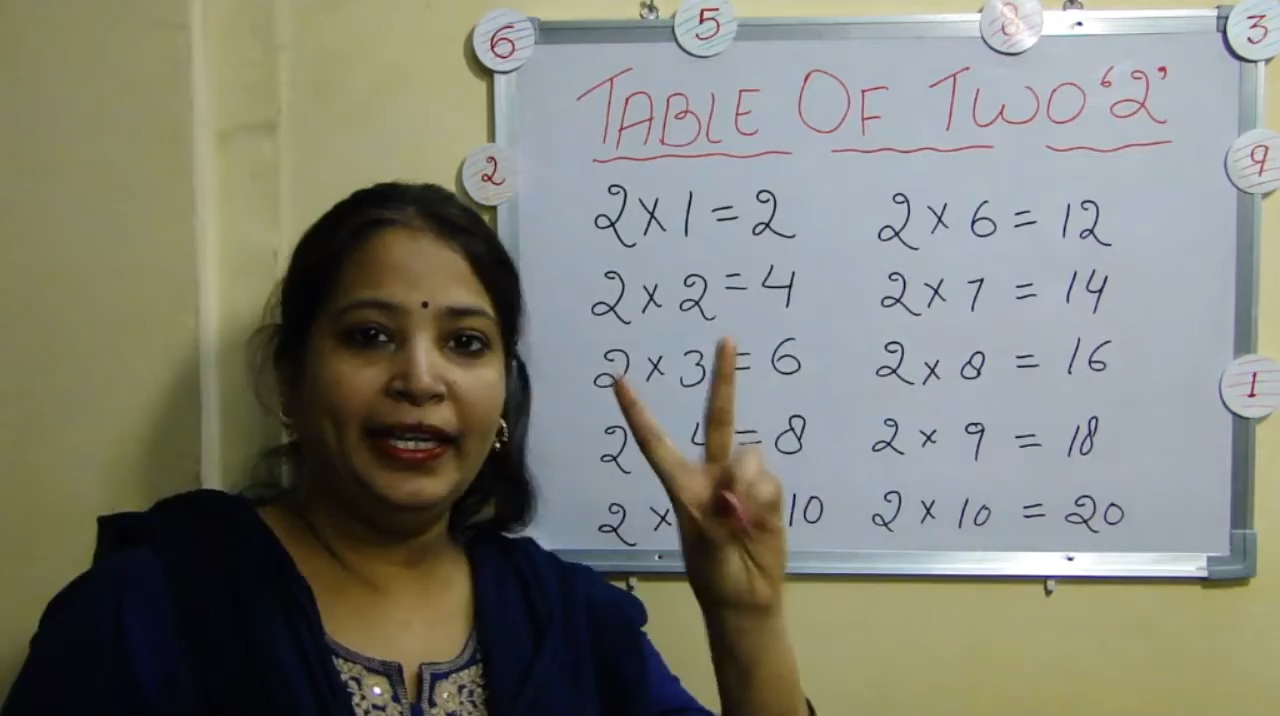 6 5 8 3
TABLE OF TWO '2'
2 9
2 x 1 = 2
2 x 2 = 4
2 x 3 = 6
2 4 = 8
2 x 10
2 x 6 = 12
2 x 7 = 14
2 x 8 = 16
2 x 9 = 18
2 x 10 = 20
1